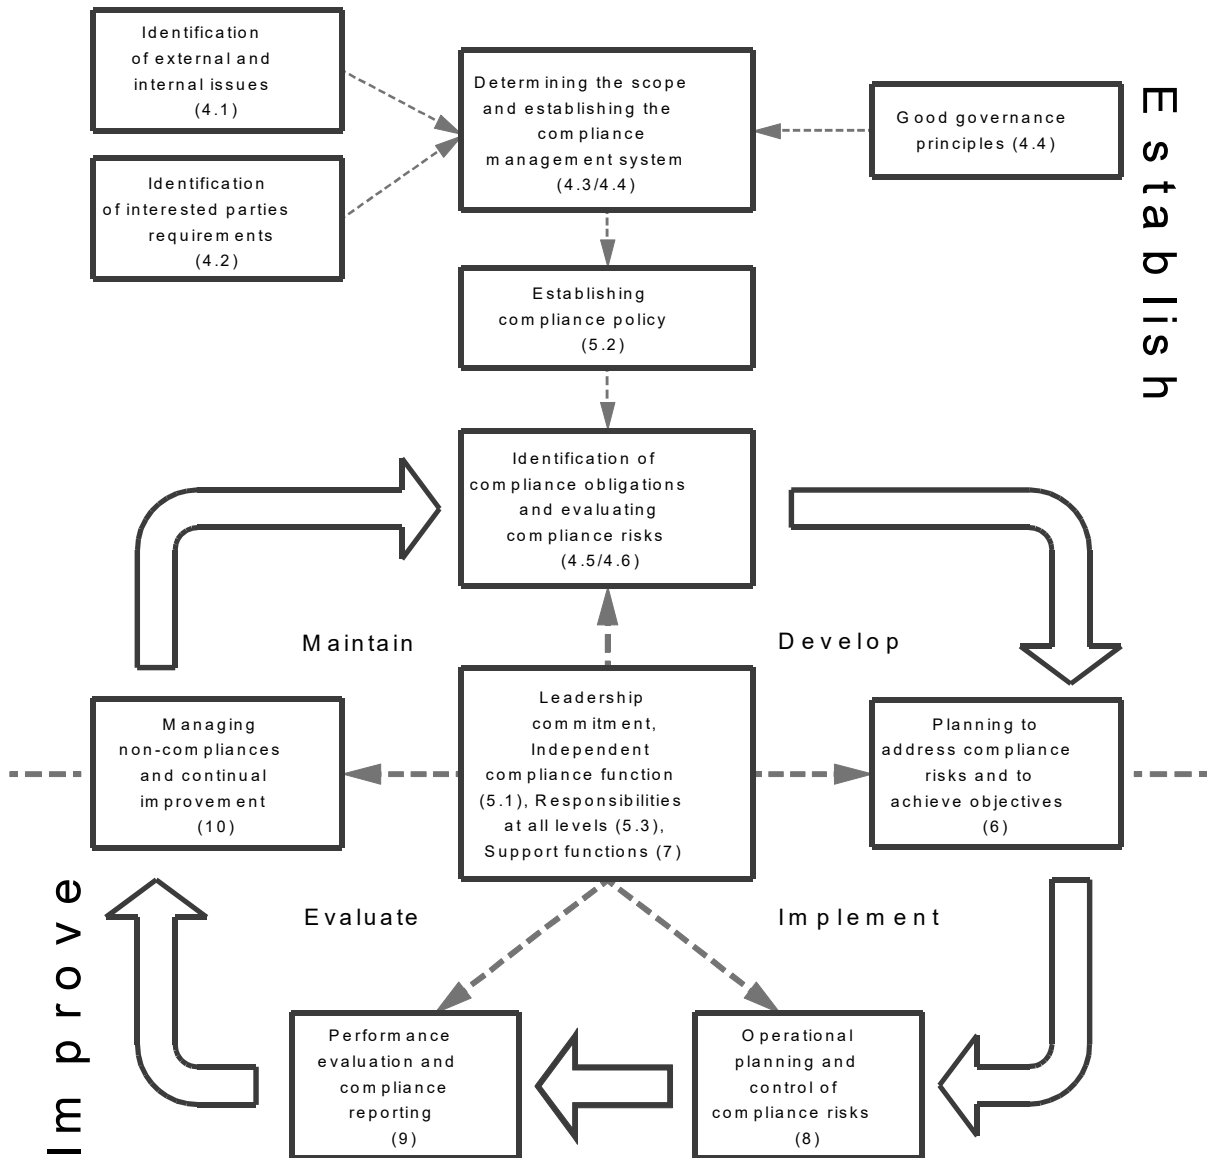 Identification
of external and
internal issues
(4.1)
Determining the scope
and establishing the
compliance
management system
(4.3/4.4)
Good governance
principles (4.4)
Establish
Identification
of interested parties
requirements
(4.2)
Establishing
compliance policy
(5.2)
Identification of
compliance obligations
and evaluating
compliance risks
(4.5/4.6)
Maintain
Develop
Managing
non-compliances
and continual
improvement
(10)
Leadership
commitment,
Independent
compliance function
(5.1), Responsibilities
at all levels (5.3),
Support functions (7)
Planning to
address compliance
risks and to
achieve objectives
(6)
Improve
Evaluate
Implement
Performance
evaluation and
compliance
reporting
(9)
Operational
planning and
control of
compliance risks
(8)